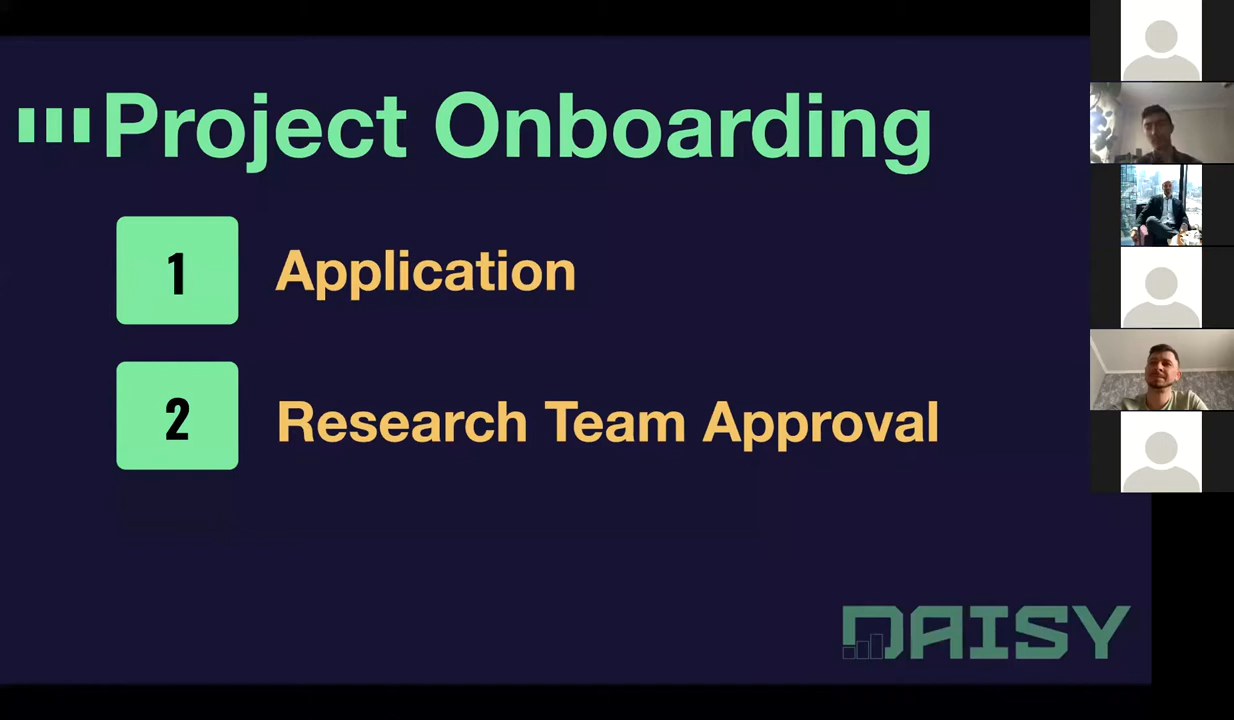 Project Onboarding
1
Application
2
Research Team Approval
DAISY